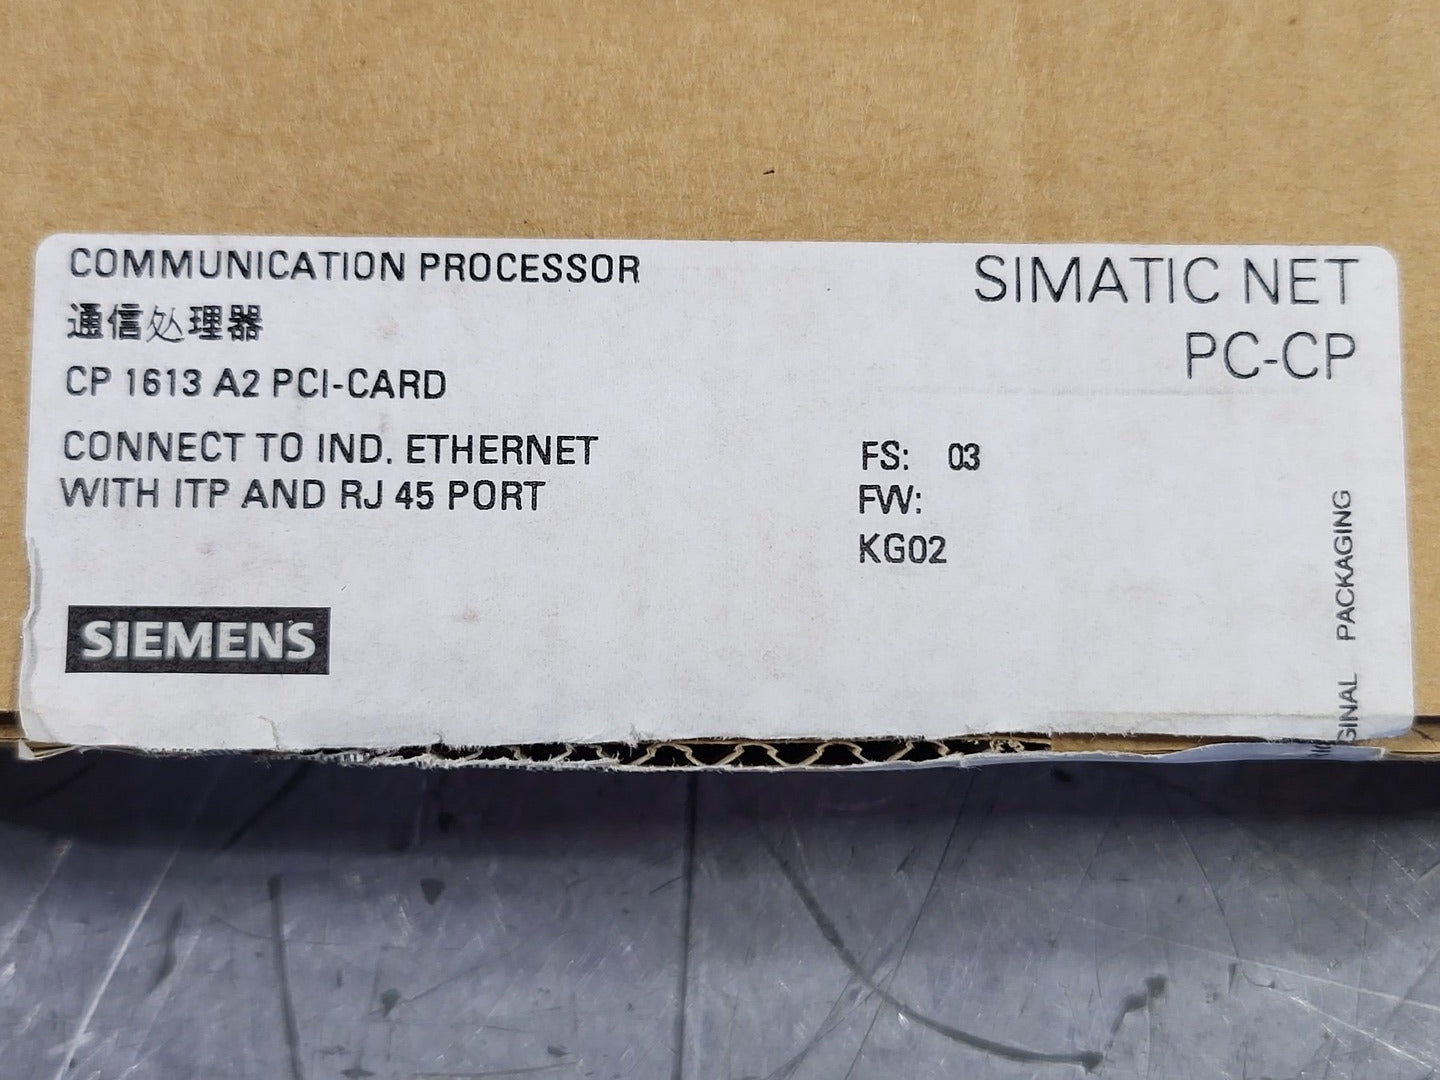 COMMUNICATION PROCESSOR
通信处理器
CP 1613 A2 PCI-CARD
CONNECT TO IND. ETHERNET
WITH ITP AND RJ 45 PORT
SIEMENS
SIMATIC NET
PC-CP
FS: 03
FW:
KG02
GINAL PACKAGING